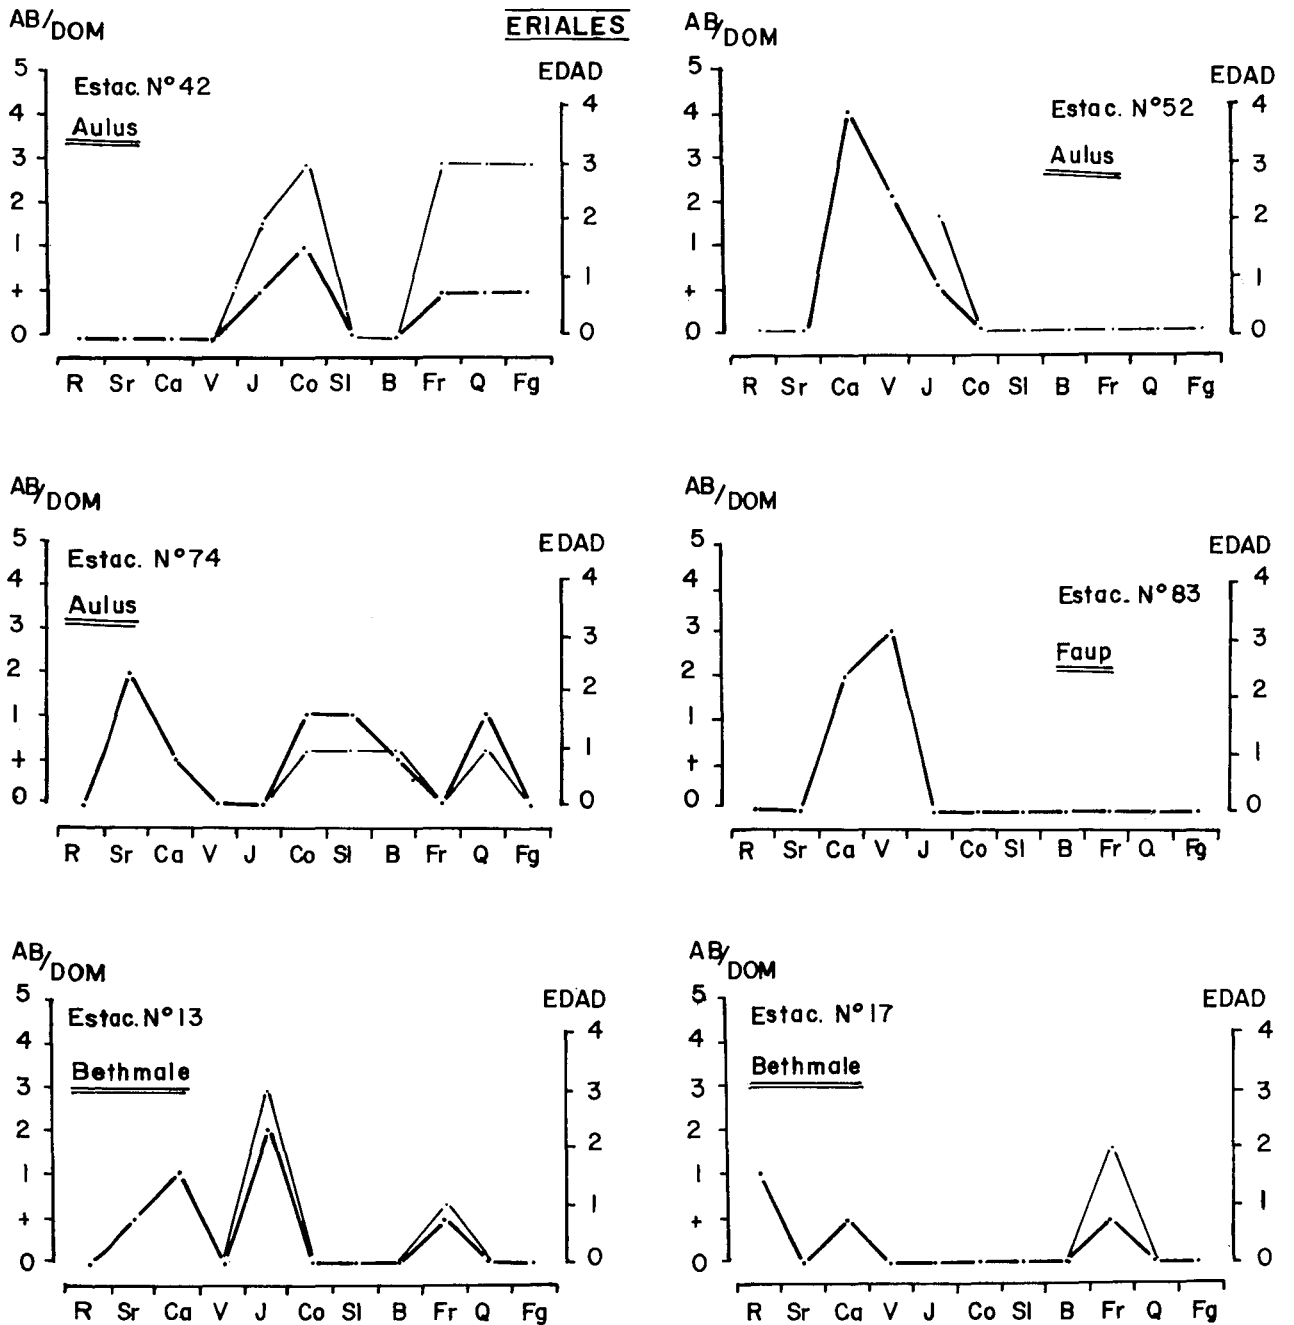 ERIALES
AB/DOM
EDAD
Estac. N° 42
Aulus
5
4
3
2
1
+
0
4
3
2
1
0
R Sr Ca V J Co Sl B Fr Q Fg
AB/DOM
EDAD
Estac. N° 52
Aulus
5
4
3
2
1
+
0
4
3
2
1
0
R Sr Ca V J Co Sl B Fr Q Fg
AB/DOM
EDAD
Estac. N° 74
Aulus
5
4
3
2
1
+
0
4
3
2
1
0
R Sr Ca V J Co Sl B Fr Q Fg
AB/DOM
EDAD
Estac. N° 83
Faup
5
4
3
2
1
+
0
4
3
2
1
0
R Sr Ca V J Co Sl B Fr Q Fg
AB/DOM
EDAD
Estac. N° 13
Bethmale
5
4
3
2
1
+
0
4
3
2
1
0
R Sr Ca V J Co Sl B Fr Q Fg
AB/DOM
EDAD
Estac. N° 17
Bethmale
5
4
3
2
1
+
0
4
3
2
1
0
R Sr Ca V J Co Sl B Fr Q Fg